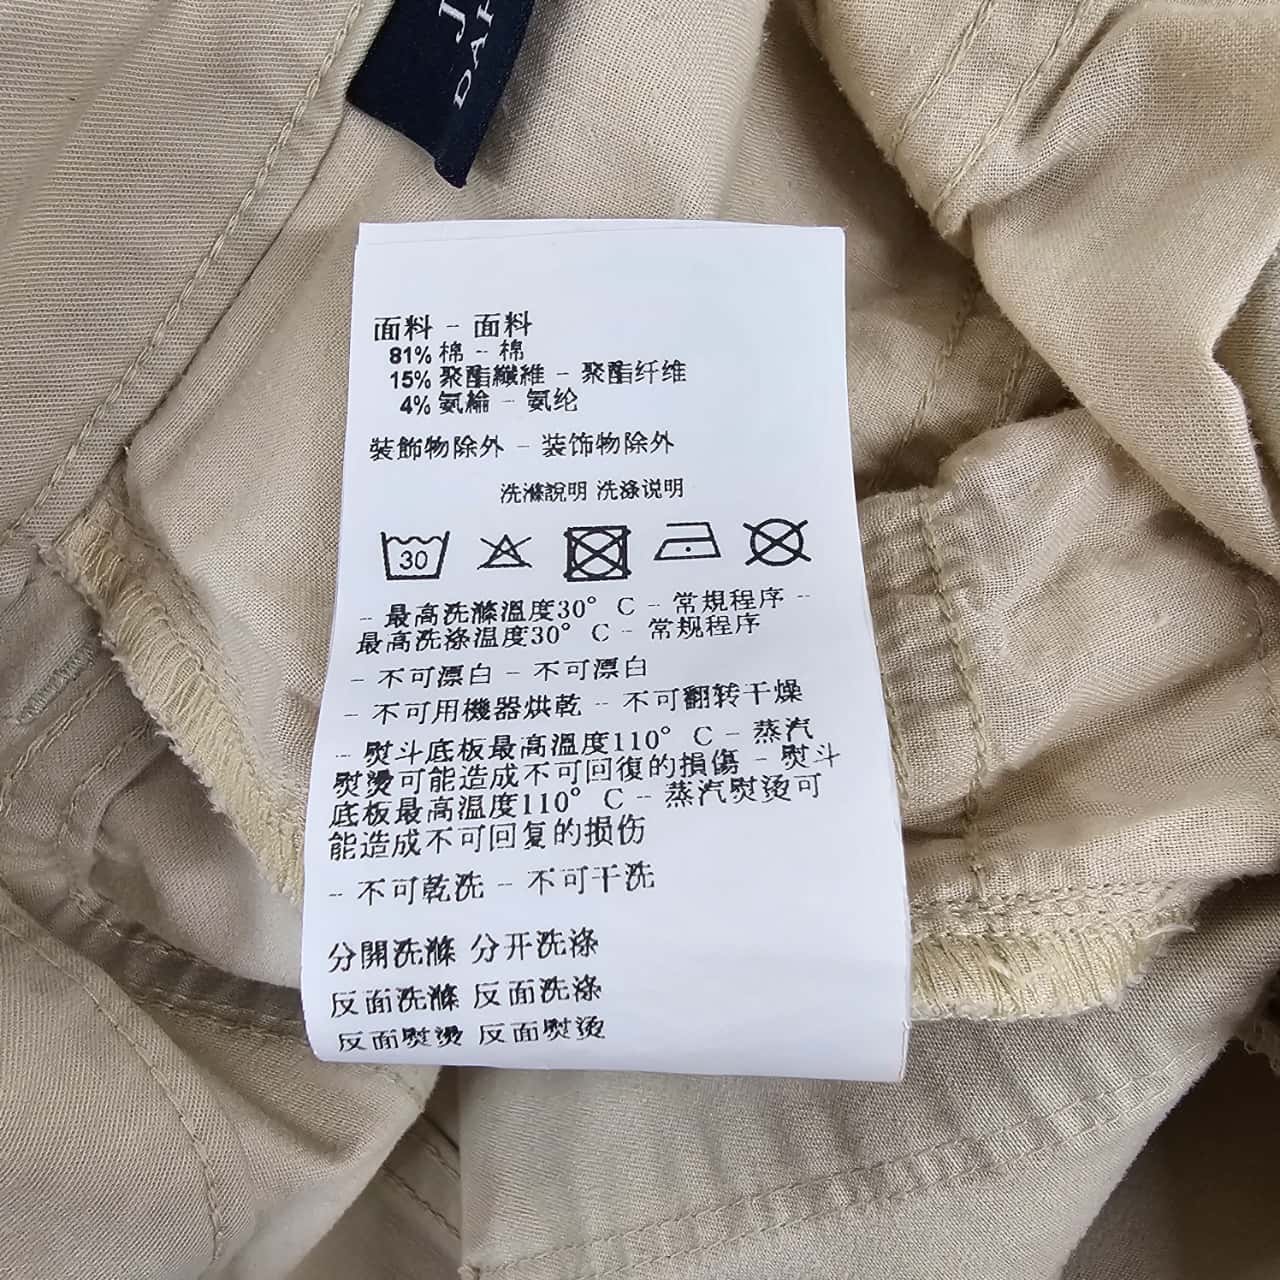 J
DAH
面料 - 面料
81% 棉 - 棉
15% 聚酯纖維 - 聚酯纤维
4% 氨綸 - 氨纶
裝飾物除外 - 装饰物除外
洗滌說明 洗涤说明
30
- 最高洗滌溫度30° C - 常規程序 -
最高洗涤温度30° C - 常规程序
- 不可漂白 - 不可漂白
- 不可用機器烘乾 - 不可翻转干燥
- 熨斗底板最高溫度110° C - 蒸汽
熨燙可能造成不可回復的損傷 - 熨斗
底板最高温度110° C - 蒸汽熨烫可
能造成不可回复的损伤
- 不可乾洗 - 不可干洗
分開洗滌 分开洗涤
反面洗滌 反面洗涤
反面熨燙 反面熨烫